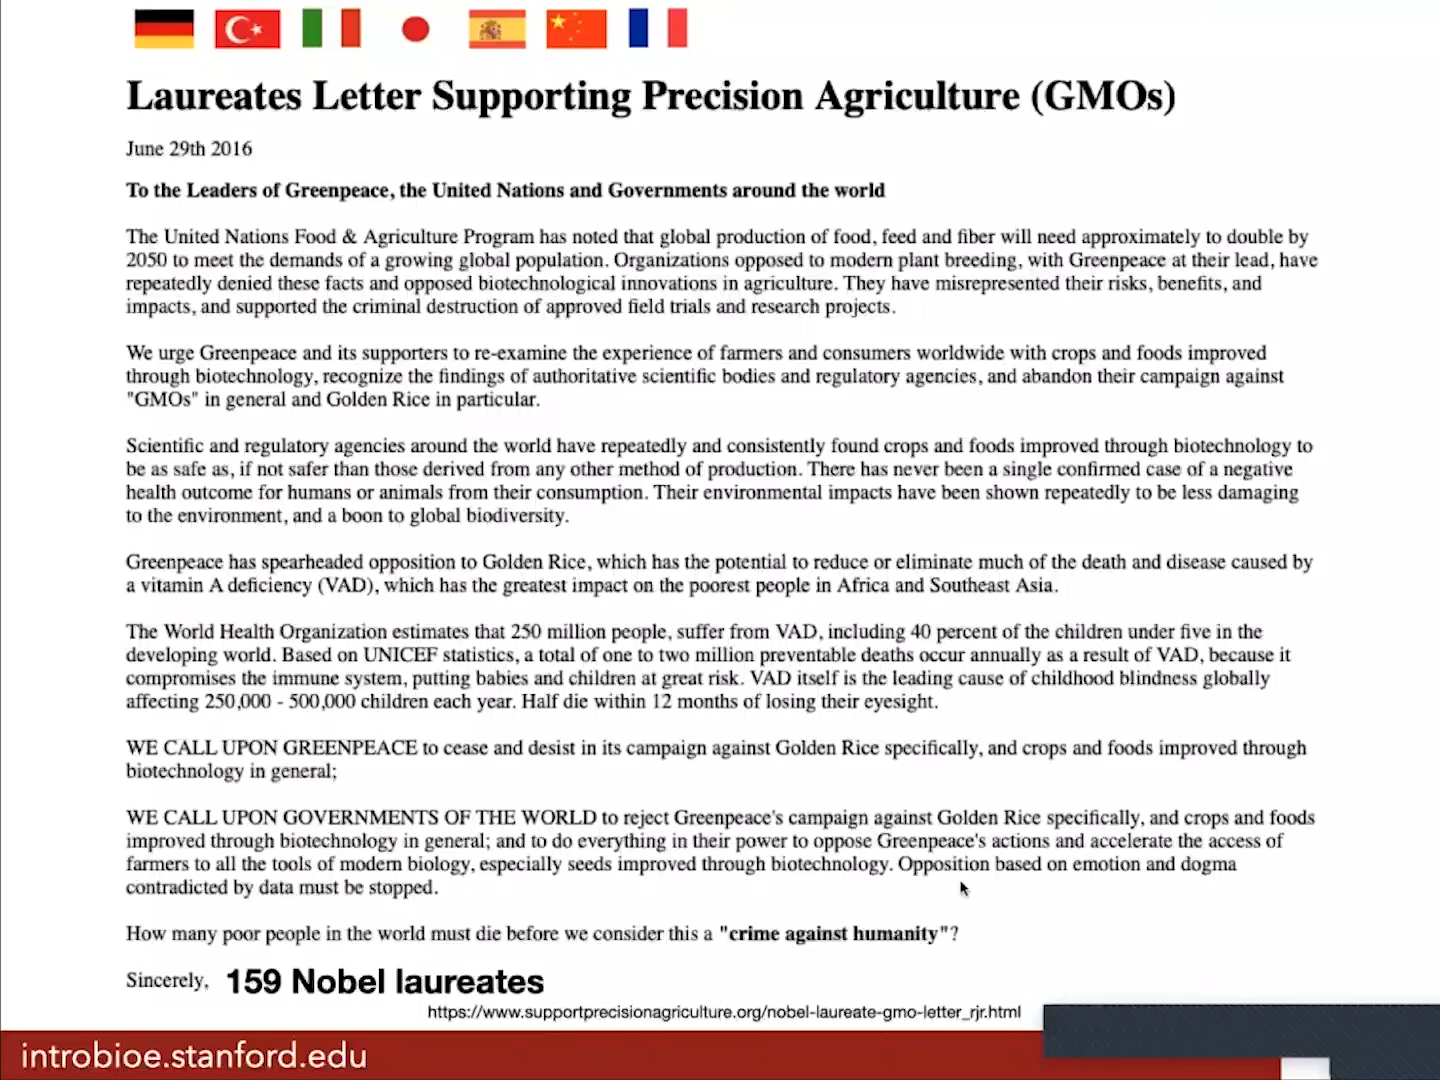 Laureates Letter Supporting Precision Agriculture (GMOs)
June 29th 2016
To the Leaders of Greenpeace, the United Nations and Governments around the world
The United Nations Food & Agriculture Program has noted that global production of food, feed and fiber will need approximately to double by
2050 to meet the demands of a growing global population. Organizations opposed to modern plant breeding, with Greenpeace at their lead, have
repeatedly denied these facts and opposed biotechnological innovations in agriculture. They have misrepresented their risks, benefits, and
impacts, and supported the criminal destruction of approved field trials and research projects.
We urge Greenpeace and its supporters to re-examine the experience of farmers and consumers worldwide with crops and foods improved
through biotechnology, recognize the findings of authoritative scientific bodies and regulatory agencies, and abandon their campaign against
"GMOs" in general and Golden Rice in particular.
Scientific and regulatory agencies around the world have repeatedly and consistently found crops and foods improved through biotechnology to
be as safe as, if not safer than those derived from any other method of production. There has never been a single confirmed case of a negative
health outcome for humans or animals from their consumption. Their environmental impacts have been shown repeatedly to be less damaging
to the environment, and a boon to global biodiversity.
Greenpeace has spearheaded opposition to Golden Rice, which has the potential to reduce or eliminate much of the death and disease caused by
a vitamin A deficiency (VAD), which has the greatest impact on the poorest people in Africa and Southeast Asia.
The World Health Organization estimates that 250 million people, suffer from VAD, including 40 percent of the children under five in the
developing world. Based on UNICEF statistics, a total of one to two million preventable deaths occur annually as a result of VAD, because it
compromises the immune system, putting babies and children at great risk. VAD itself is the leading cause of childhood blindness globally
affecting 250,000 - 500,000 children each year. Half die within 12 months of losing their eyesight.
WE CALL UPON GREENPEACE to cease and desist in its campaign against Golden Rice specifically, and crops and foods improved through
biotechnology in general;
WE CALL UPON GOVERNMENTS OF THE WORLD to reject Greenpeace's campaign against Golden Rice specifically, and crops and foods
improved through biotechnology in general; and to do everything in their power to oppose Greenpeace's actions and accelerate the access of
farmers to all the tools of modern biology, especially seeds improved through biotechnology. Opposition based on emotion and dogma
contradicted by data must be stopped.
How many poor people in the world must die before we consider this a "crime against humanity"?
Sincerely, 159 Nobel laureates
https://www.supportprecisionagriculture.org/nobel-laureate-gmo-letter_rjr.html
introbioe.stanford.edu